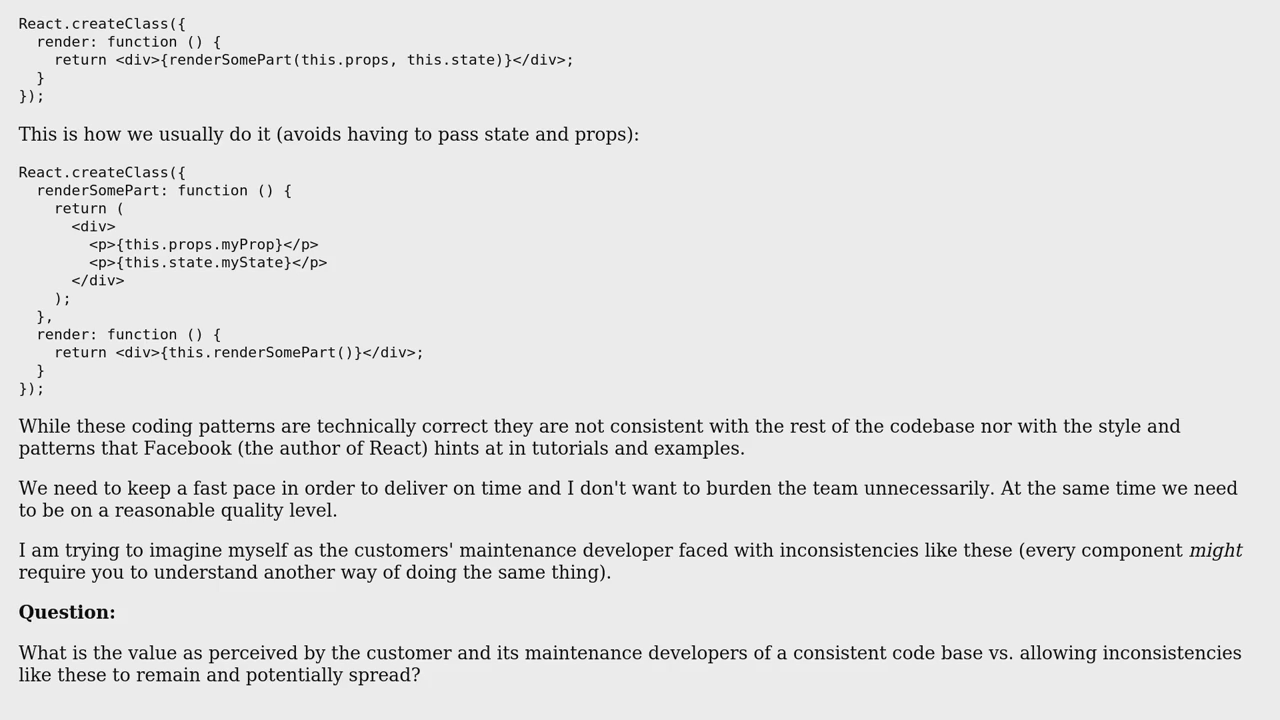 React.createClass({
  render: function () {
    return <div>{renderSomePart(this.props, this.state)}</div>;
  }
});
This is how we usually do it (avoids having to pass state and props):
React.createClass({
  renderSomePart: function () {
    return (
      <div>
        <p>{this.props.myProp}</p>
        <p>{this.state.myState}</p>
      </div>
    );
  },
  render: function () {
    return <div>{this.renderSomePart()}</div>;
  }
});
While these coding patterns are technically correct they are not consistent with the rest of the codebase nor with the style and
patterns that Facebook (the author of React) hints at in tutorials and examples.
We need to keep a fast pace in order to deliver on time and I don't want to burden the team unnecessarily. At the same time we need
to be on a reasonable quality level.
I am trying to imagine myself as the customers' maintenance developer faced with inconsistencies like these (every component might
require you to understand another way of doing the same thing).
Question:
What is the value as perceived by the customer and its maintenance developers of a consistent code base vs. allowing inconsistencies
like these to remain and potentially spread?